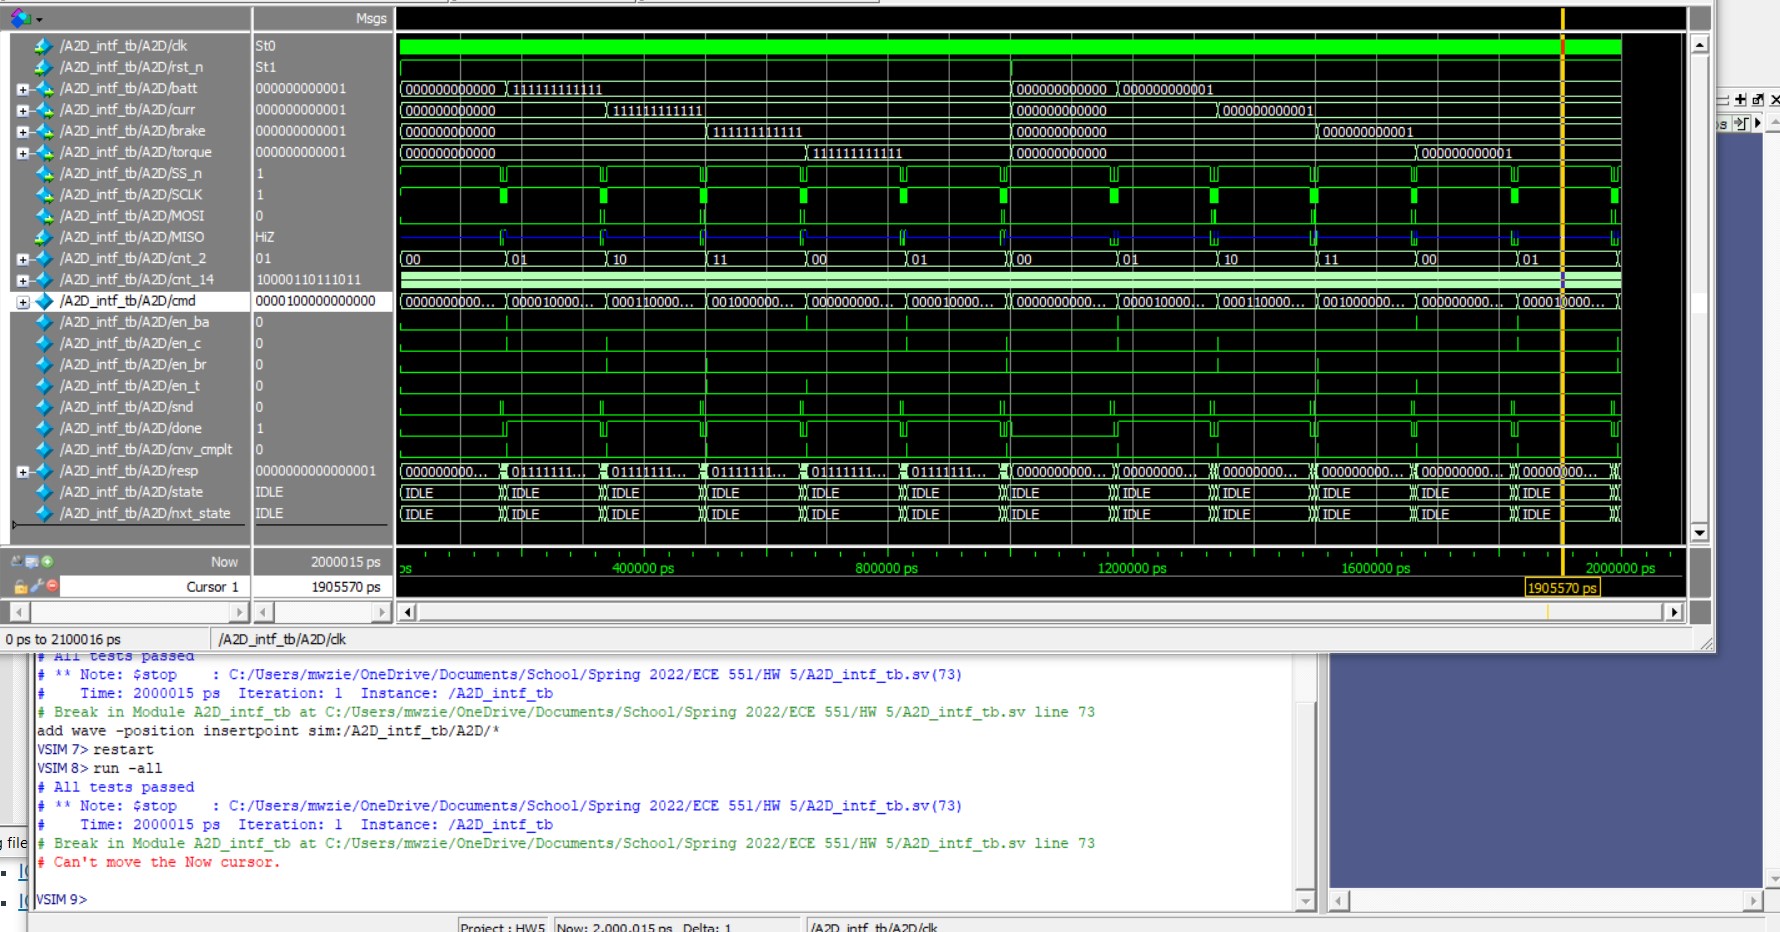 Msgs
/A2D_intf_tb/A2D/clk St0
/A2D_intf_tb/A2D/rst_n St1
/A2D_intf_tb/A2D/batt 000000000001 000000000000 111111111111 000000000000 000000000001
/A2D_intf_tb/A2D/curr 000000000001 000000000000 111111111111 000000000000 000000000001
/A2D_intf_tb/A2D/brake 000000000001 000000000000 111111111111 000000000000 000000000001
/A2D_intf_tb/A2D/torque 000000000001 000000000000 111111111111 000000000000 000000000001
/A2D_intf_tb/A2D/SS_n 1
/A2D_intf_tb/A2D/SCLK 1
/A2D_intf_tb/A2D/MOSI 0
/A2D_intf_tb/A2D/MISO HiZ
/A2D_intf_tb/A2D/cnt_2 01 00 01 10 11 00 01 00 01 10 11 00 01
/A2D_intf_tb/A2D/cnt_14 10000110111011
/A2D_intf_tb/A2D/cmd 0000100000000000 0000000000... 000010000... 000110000... 001000000... 000000000... 000010000... 0000000000... 000010000... 000110000... 001000000... 000000000... 000010000...
/A2D_intf_tb/A2D/en_ba 0
/A2D_intf_tb/A2D/en_c 0
/A2D_intf_tb/A2D/en_br 0
/A2D_intf_tb/A2D/en_t 0
/A2D_intf_tb/A2D/snd 0
/A2D_intf_tb/A2D/done 1
/A2D_intf_tb/A2D/cnv_cmplt 0
/A2D_intf_tb/A2D/resp 0000000000000001 000000000... 01111111... 01111111... 01111111... 01111111... 01111111... 000000000... 00000000... 00000000... 000000000... 000000000... 00000000...
/A2D_intf_tb/A2D/state IDLE IDLE IDLE IDLE IDLE IDLE IDLE IDLE IDLE IDLE IDLE IDLE IDLE
/A2D_intf_tb/A2D/nxt_state IDLE IDLE IDLE IDLE IDLE IDLE IDLE IDLE IDLE IDLE IDLE IDLE IDLE
Now 2000015 ps 400000 ps 800000 ps 1200000 ps 1600000 ps 2000000 ps
Cursor 1 1905570 ps 1905570 ps
0 ps to 2100016 ps /A2D_intf_tb/A2D/clk
# All tests passed
# ** Note: $stop    : C:/Users/mwzie/OneDrive/Documents/School/Spring 2022/ECE 551/HW 5/A2D_intf_tb.sv(73)
#    Time: 2000015 ps  Iteration: 1  Instance: /A2D_intf_tb
# Break in Module A2D_intf_tb at C:/Users/mwzie/OneDrive/Documents/School/Spring 2022/ECE 551/HW 5/A2D_intf_tb.sv line 73
add wave -position insertpoint sim:/A2D_intf_tb/A2D/*
VSIM 7> restart
VSIM 8> run -all
# All tests passed
# ** Note: $stop    : C:/Users/mwzie/OneDrive/Documents/School/Spring 2022/ECE 551/HW 5/A2D_intf_tb.sv(73)
#    Time: 2000015 ps  Iteration: 1  Instance: /A2D_intf_tb
# Break in Module A2D_intf_tb at C:/Users/mwzie/OneDrive/Documents/School/Spring 2022/ECE 551/HW 5/A2D_intf_tb.sv line 73
# Can't move the Now cursor.
VSIM 9>
Project : HW5 Now: 2,000,015 ps Delta: 1 /A2D_intf_tb/A2D/clk